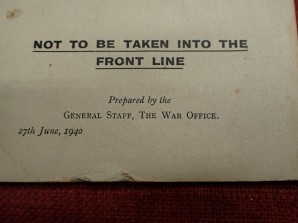 NOT TO BE TAKEN INTO THE
FRONT LINE
Prepared by the
GENERAL STAFF, THE WAR OFFICE.
27th June, 1940